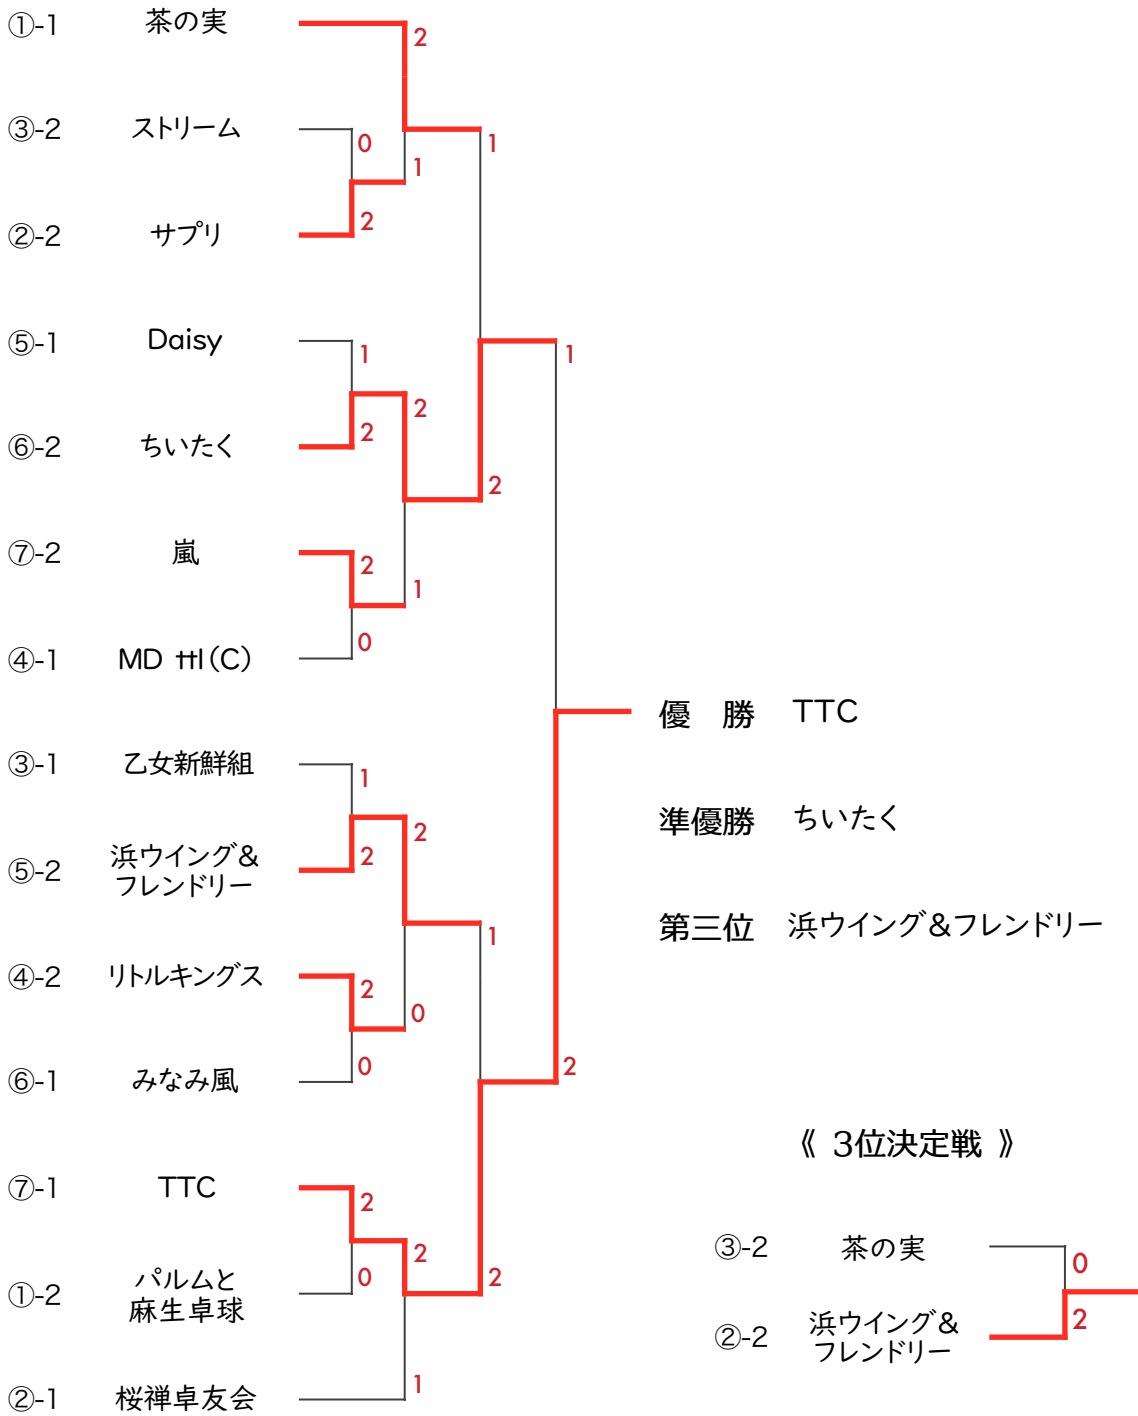 ①-1 茶の実
2
③-2 ストリーム
0
1
1
②-2 サプリ
2
⑤-1 Daisy
1
1
⑥-2 ちいたく
2
2
2
⑦-2 嵐
2
1
④-1 MD ttl(C)
0
③-1 乙女新鮮組
1
⑤-2 浜ウイング&
フレンドリー
2
2
1
④-2 リトルキングス
2
0
⑥-1 みなみ風
0
2
⑦-1 TTC
2
2
2
①-2 パルムと
麻生卓球
0
②-1 桜禅卓友会
1
優 勝 TTC
準優勝 ちいたく
第三位 浜ウイング&フレンドリー
《 3位決定戦 》
③-2 茶の実
0
②-2 浜ウイング&
フレンドリー
2